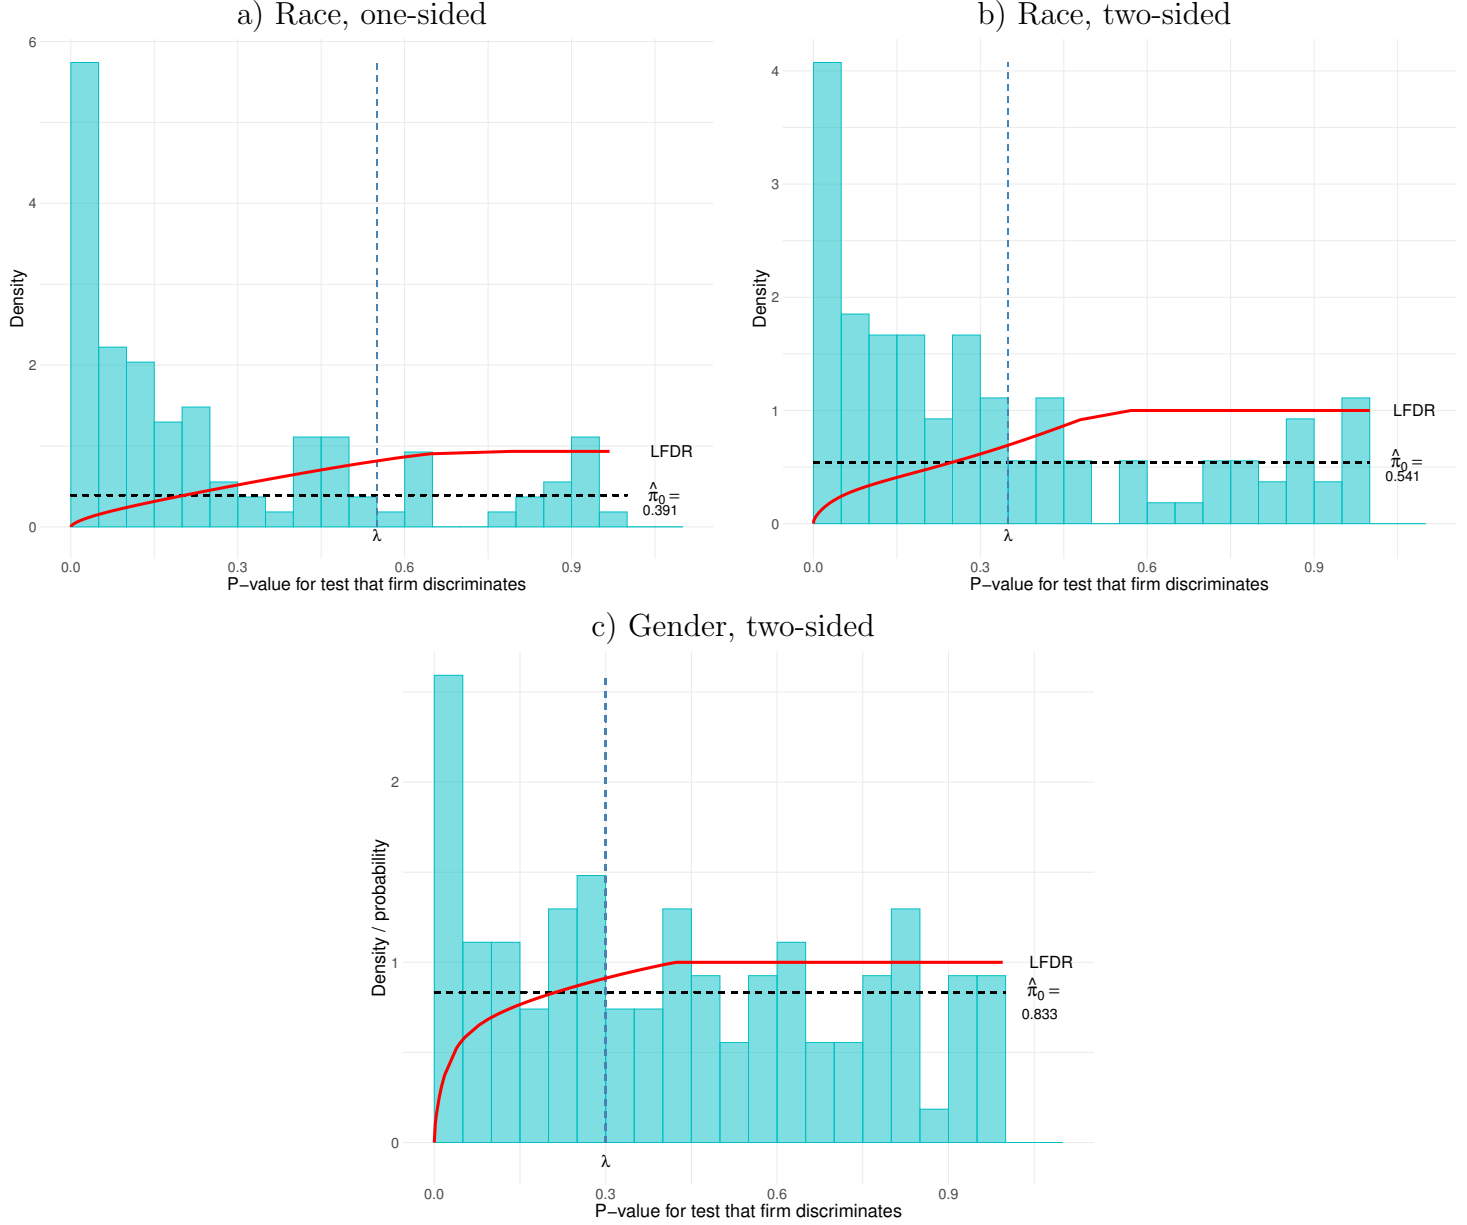 a) Race, one-sided
6
4
2
0
Density
LFDR
π̂0 =
0.391
λ
0.0 0.3 0.6 0.9
P−value for test that firm discriminates
b) Race, two-sided
4
3
2
1
0
Density
LFDR
π̂0 =
0.541
λ
0.0 0.3 0.6 0.9
P−value for test that firm discriminates
c) Gender, two-sided
2
1
0
Density / probability
LFDR
π̂0 =
0.833
λ
0.0 0.3 0.6 0.9
P−value for test that firm discriminates